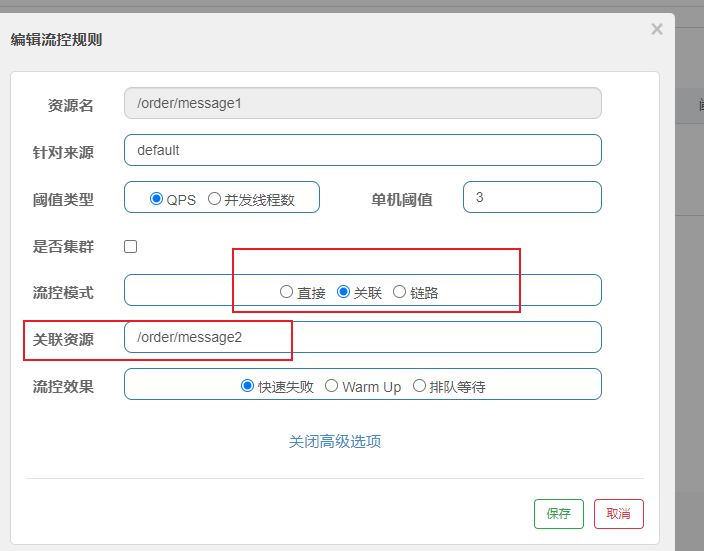 编辑流控规则
×
资源名 /order/message1
针对来源 default
阈值类型 QPS 并发线程数 单机阈值 3
是否集群
流控模式 直接 关联 链路
关联资源 /order/message2
流控效果 快速失败 Warm Up 排队等待
关闭高级选项
保存 取消